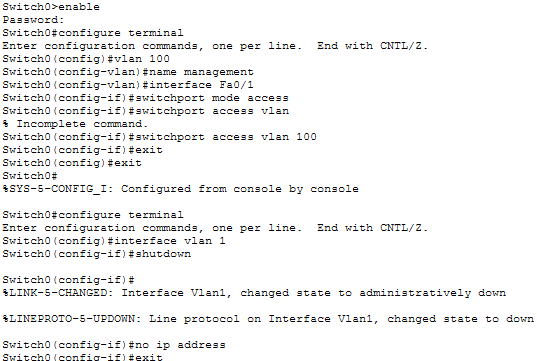 Switch0>enable
Password:
Switch0#configure terminal
Enter configuration commands, one per line.  End with CNTL/Z.
Switch0(config)#vlan 100
Switch0(config-vlan)#name management
Switch0(config-vlan)#interface Fa0/1
Switch0(config-if)#switchport mode access
Switch0(config-if)#switchport access vlan
% Incomplete command.
Switch0(config-if)#switchport access vlan 100
Switch0(config-if)#exit
Switch0(config)#exit
Switch0#
%SYS-5-CONFIG_I: Configured from console by console
Switch0#configure terminal
Enter configuration commands, one per line.  End with CNTL/Z.
Switch0(config)#interface vlan 1
Switch0(config-if)#shutdown
Switch0(config-if)#
%LINK-5-CHANGED: Interface Vlan1, changed state to administratively down
%LINEPROTO-5-UPDOWN: Line protocol on Interface Vlan1, changed state to down
Switch0(config-if)#no ip address
Switch0(config-if)#exit